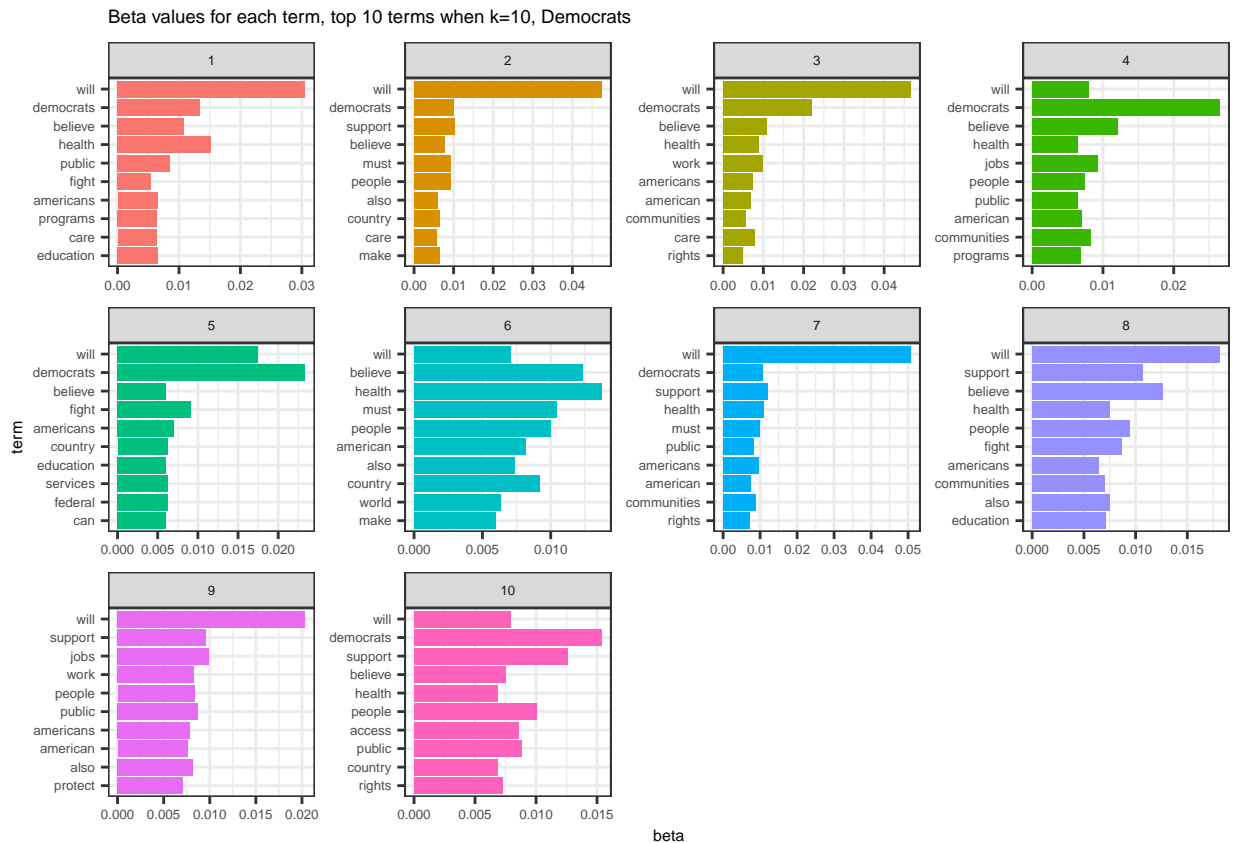 Beta values for each term, top 10 terms when k=10, Democrats
1
will
democrats
believe
health
public
fight
americans
programs
care
education
0.00 0.01 0.02 0.03
2
will
democrats
support
believe
must
people
also
country
care
make
0.00 0.01 0.02 0.03 0.04
3
will
democrats
believe
health
work
americans
american
communities
care
rights
0.00 0.01 0.02 0.03 0.04
4
will
democrats
believe
health
jobs
people
public
american
communities
programs
0.00 0.01 0.02
term
5
will
democrats
believe
fight
americans
country
education
services
federal
can
0.000 0.005 0.010 0.015 0.020
6
will
believe
health
must
people
american
also
country
world
make
0.000 0.005 0.010
7
will
democrats
support
health
must
public
americans
american
communities
rights
0.00 0.01 0.02 0.03 0.04 0.05
8
will
support
believe
health
people
fight
americans
communities
also
education
0.000 0.005 0.010 0.015
9
will
support
jobs
work
people
public
americans
american
also
protect
0.000 0.005 0.010 0.015 0.020
10
will
democrats
support
believe
health
people
access
public
country
rights
0.000 0.005 0.010 0.015
beta